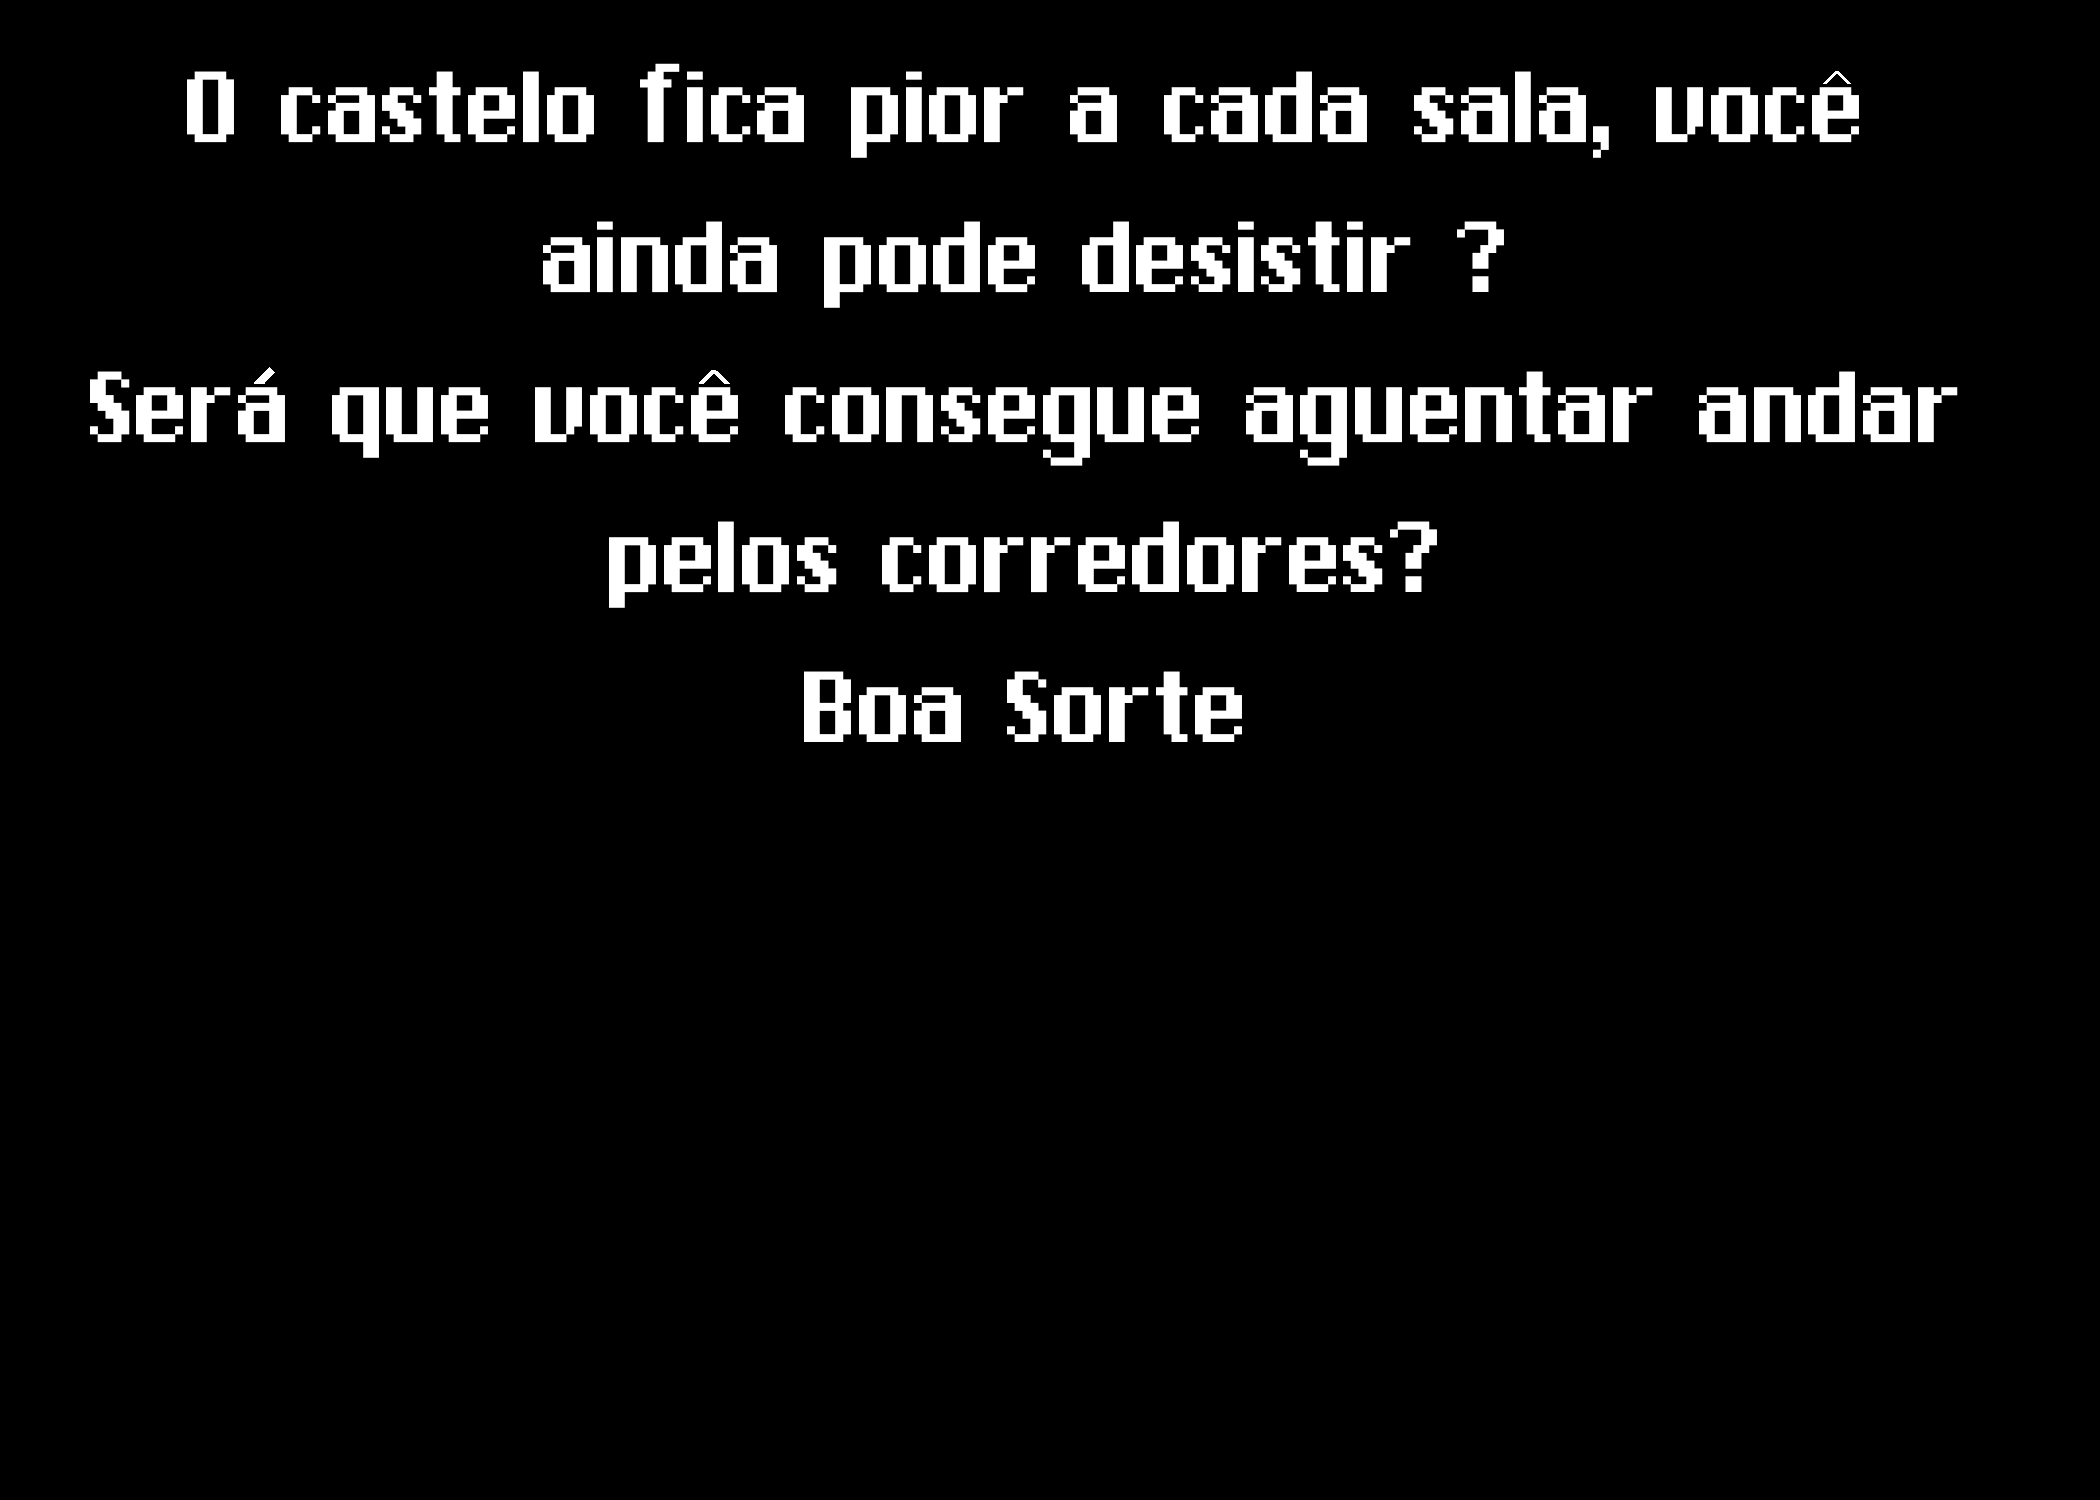 O castelo fica pior a cada sala, você
ainda pode desistir ?
Será que você consegue aguentar andar
pelos corredores?
Boa Sorte